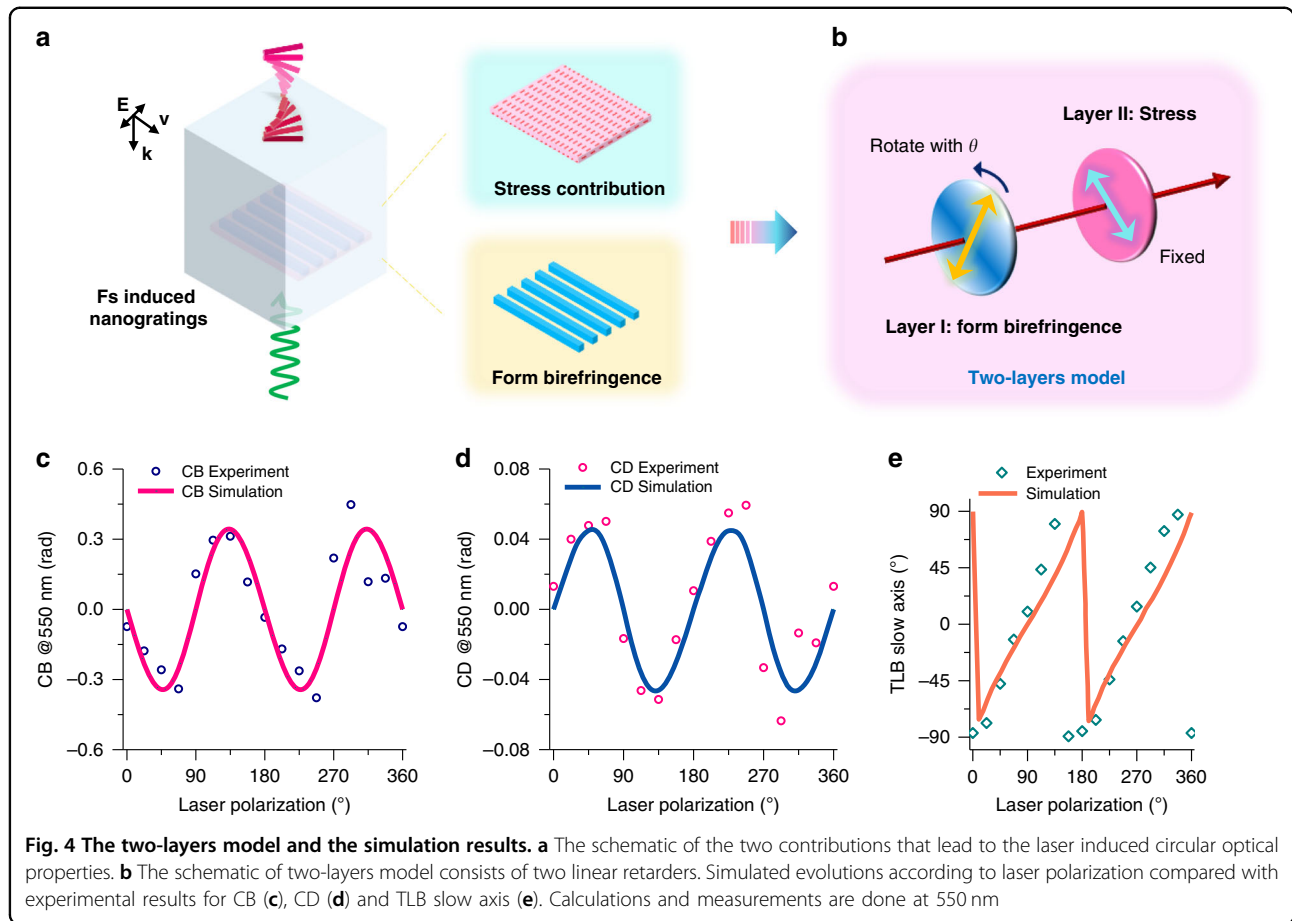 a
E
v
k
Fs induced
nanogratings
Stress contribution
Form birefringence
b
Layer II: Stress
Rotate with θ
Fixed
Layer I: form birefringence
Two-layers model
c
CB Experiment
CB Simulation
CB @550 nm (rad)
0.6
0.3
0.0
−0.3
−0.6
0 90 180 270 360
Laser polarization (°)
d
CD Experiment
CD Simulation
CD @550 nm (rad)
0.08
0.04
0.00
−0.04
−0.08
0 90 180 270 360
Laser polarization (°)
e
Experiment
Simulation
TLB slow axis (°)
90
45
0
−45
−90
0 90 180 270 360
Laser polarization (°)
Fig. 4 The two-layers model and the simulation results. a The schematic of the two contributions that lead to the laser induced circular optical
properties. b The schematic of two-layers model consists of two linear retarders. Simulated evolutions according to laser polarization compared with
experimental results for CB (c), CD (d) and TLB slow axis (e). Calculations and measurements are done at 550 nm